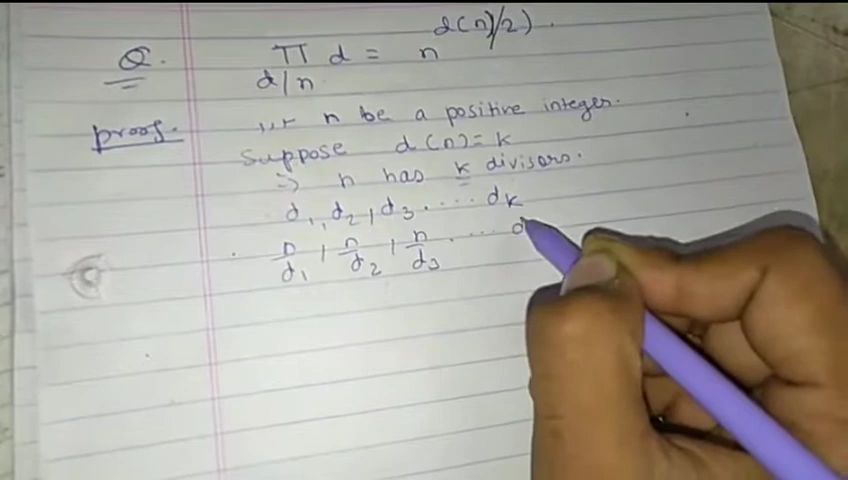 Q. Π d = n^d(n)/2).
d/n
proof. let n be a positive integer.
Suppose d(n)=k
⇒ n has k divisors.
d₁, d₂, d₃ .... dₖ
n/d₁, n/d₂, n/d₃ .... d